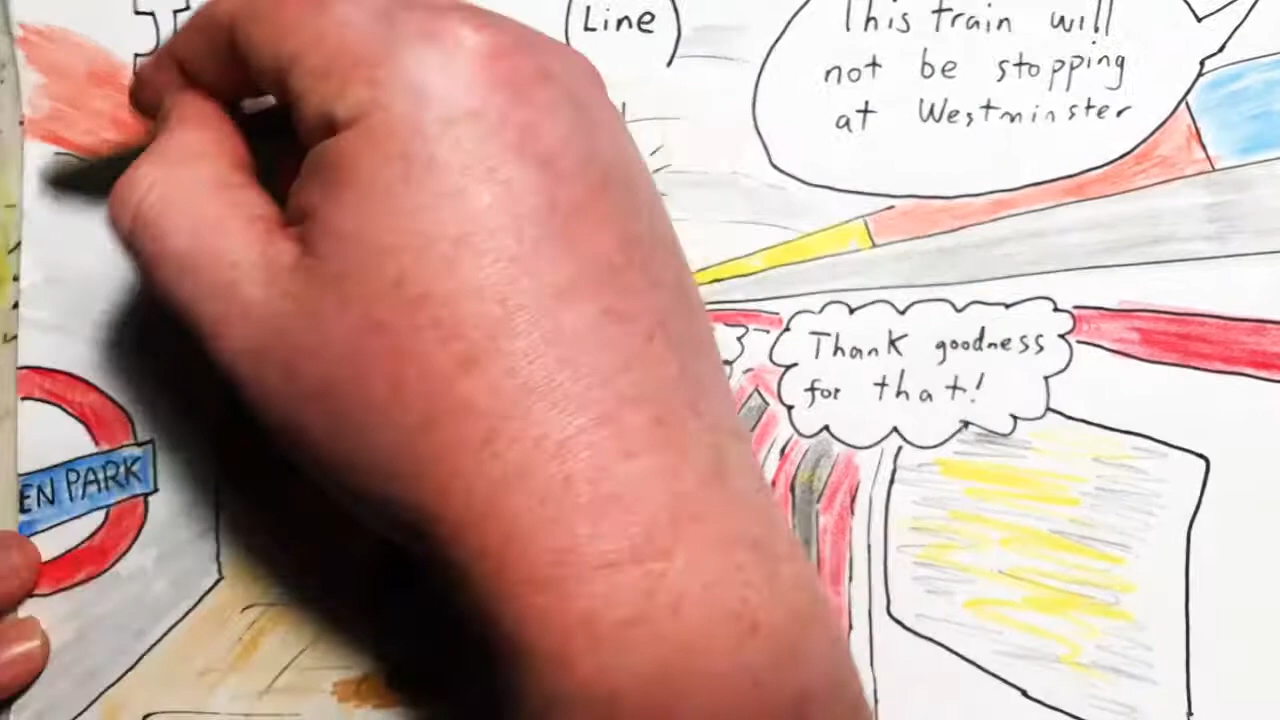 Line
This train will
not be stopping
at Westminster
Thank goodness
for that!
EN PARK